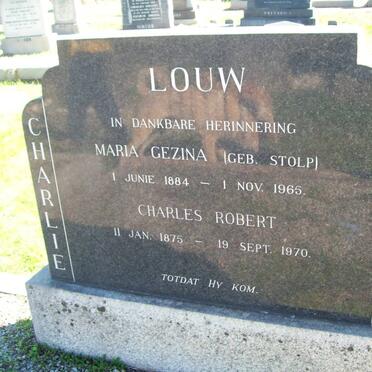 LOUW
IN DANKBARE HERINNERING
MARIA GEZINA (GEB. STOLP)
1 JUNIE 1884 — 1 NOV. 1965.
CHARLES ROBERT
11 JAN. 1875 — 19 SEPT. 1970.
TOTDAT HY KOM.
CHARLIE